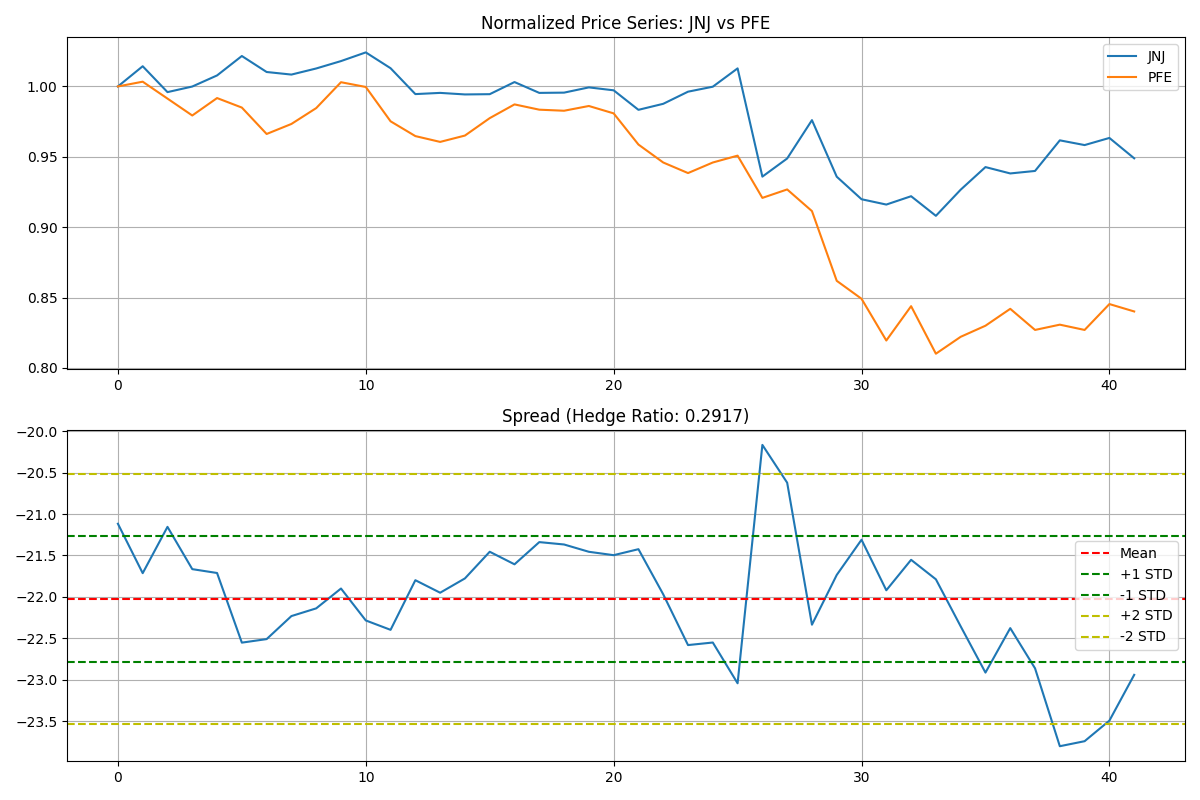 Normalized Price Series: JNJ vs PFE
JNJ
PFE
1.00
0.95
0.90
0.85
0.80
0
10
20
30
40
Spread (Hedge Ratio: 0.2917)
−20.0
−20.5
−21.0
−21.5
−22.0
−22.5
−23.0
−23.5
Mean
+1 STD
-1 STD
+2 STD
-2 STD
0
10
20
30
40